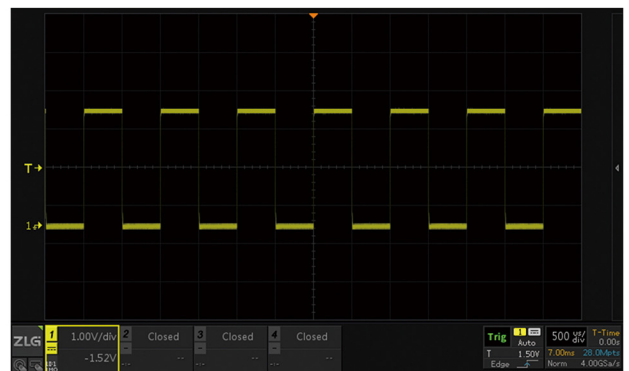 T
1
ZLG
1 1.00V/div 2 Closed 3 Closed 4 Closed
-1.52V -- -- --
Trig 1 Auto 500 us/div T-Time 0.00s
T 1.50V 7.00ms 28.0Mpts
Edge Norm 4.00GSa/s